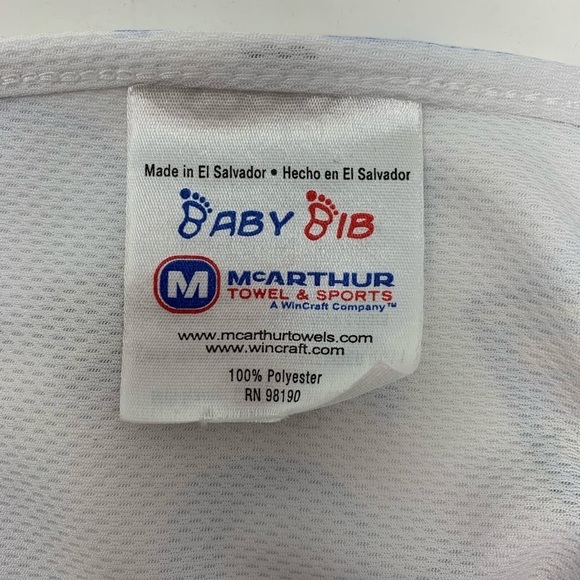 Made in El Salvador • Hecho en El Salvador
BABY BIB
M McARTHUR
TOWEL & SPORTS
A WinCraft Company™
www.mcarthurtowels.com
www.wincraft.com
100% Polyester
RN 98190